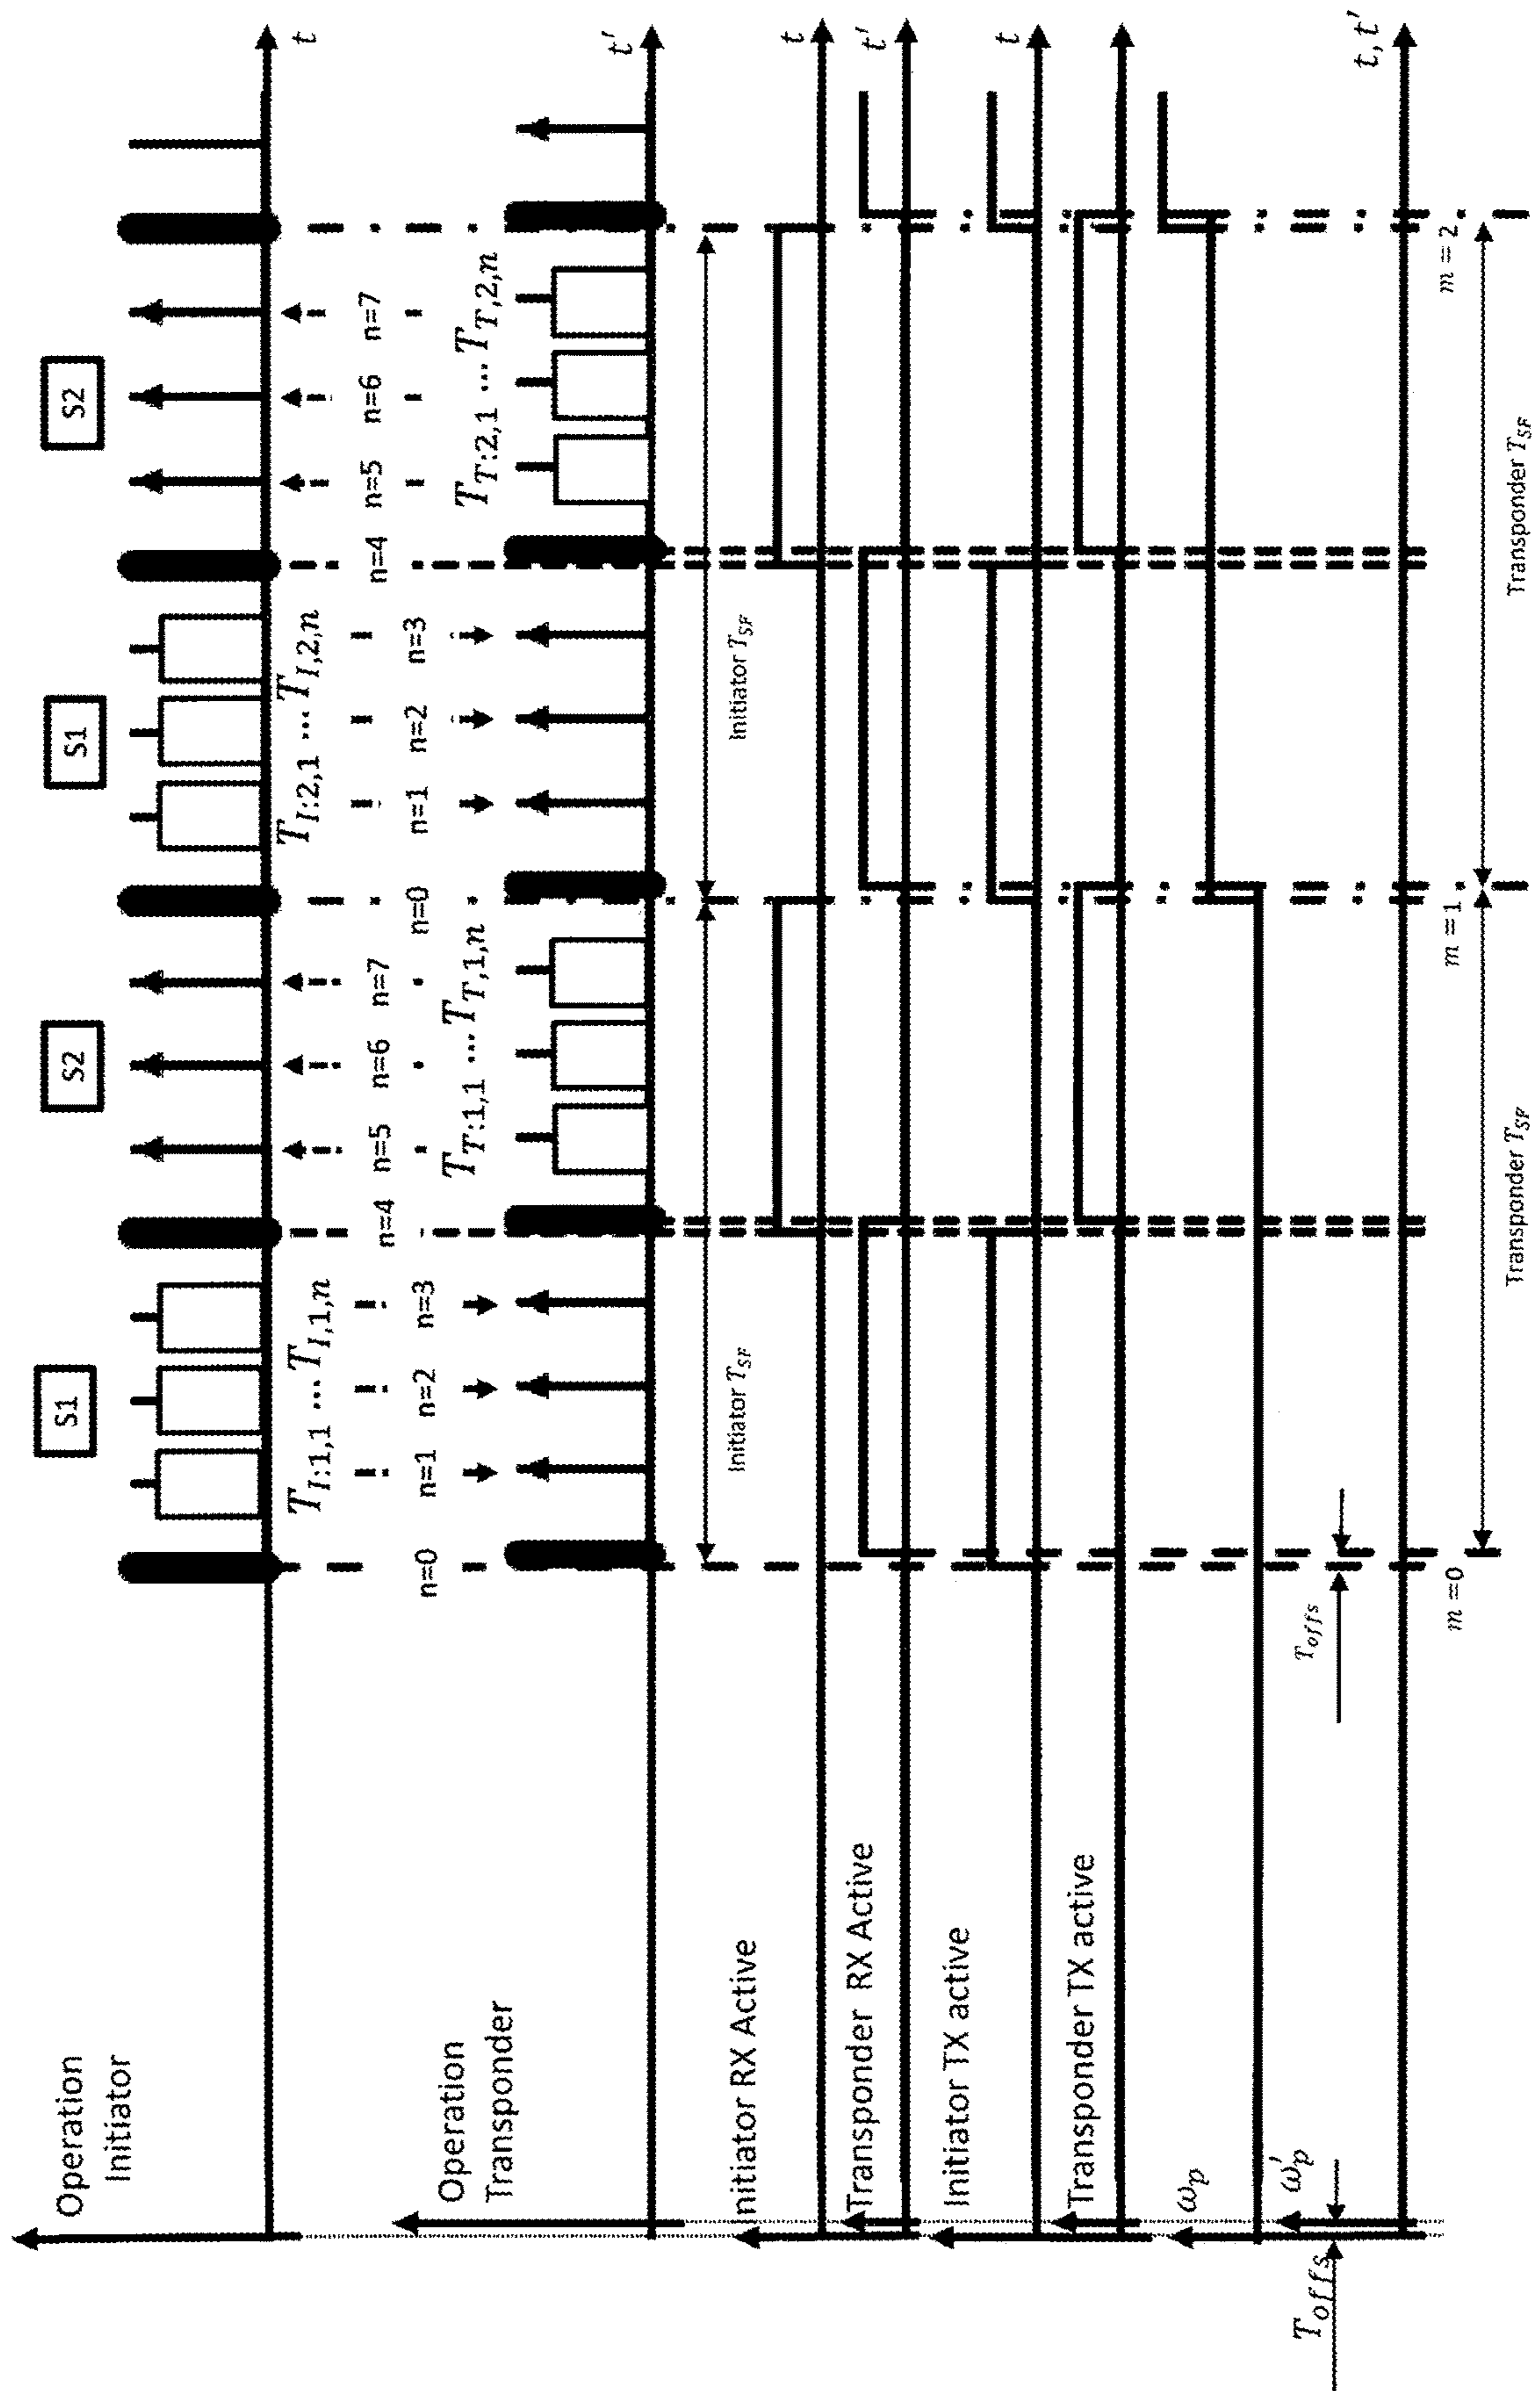 Operation
Initiator
S1
S2
S1
S2
t
T_{I:1,1} ... T_{I,1,n}
T_{I:2,1} ... T_{I,2,n}
n=0
n=1
n=2
n=3
n=4
n=5
n=6
n=7
n=0
n=1
n=2
n=3
n=4
n=5
n=6
n=7
Operation
Transponder
T_{T:1,1} ... T_{T,1,n}
T_{T:2,1} ... T_{T,2,n}
t'
Initiator T_{SF}
Initiator T_{SF}
Initiator RX Active
t
Transponder RX Active
t'
Initiator TX active
t
Transponder TX active
ω_p
ω'_p
T_{offs}
T_{offs}
t, t'
m=0
m = 1
m = 2
Transponder T_{SF}
Transponder T_{SF}